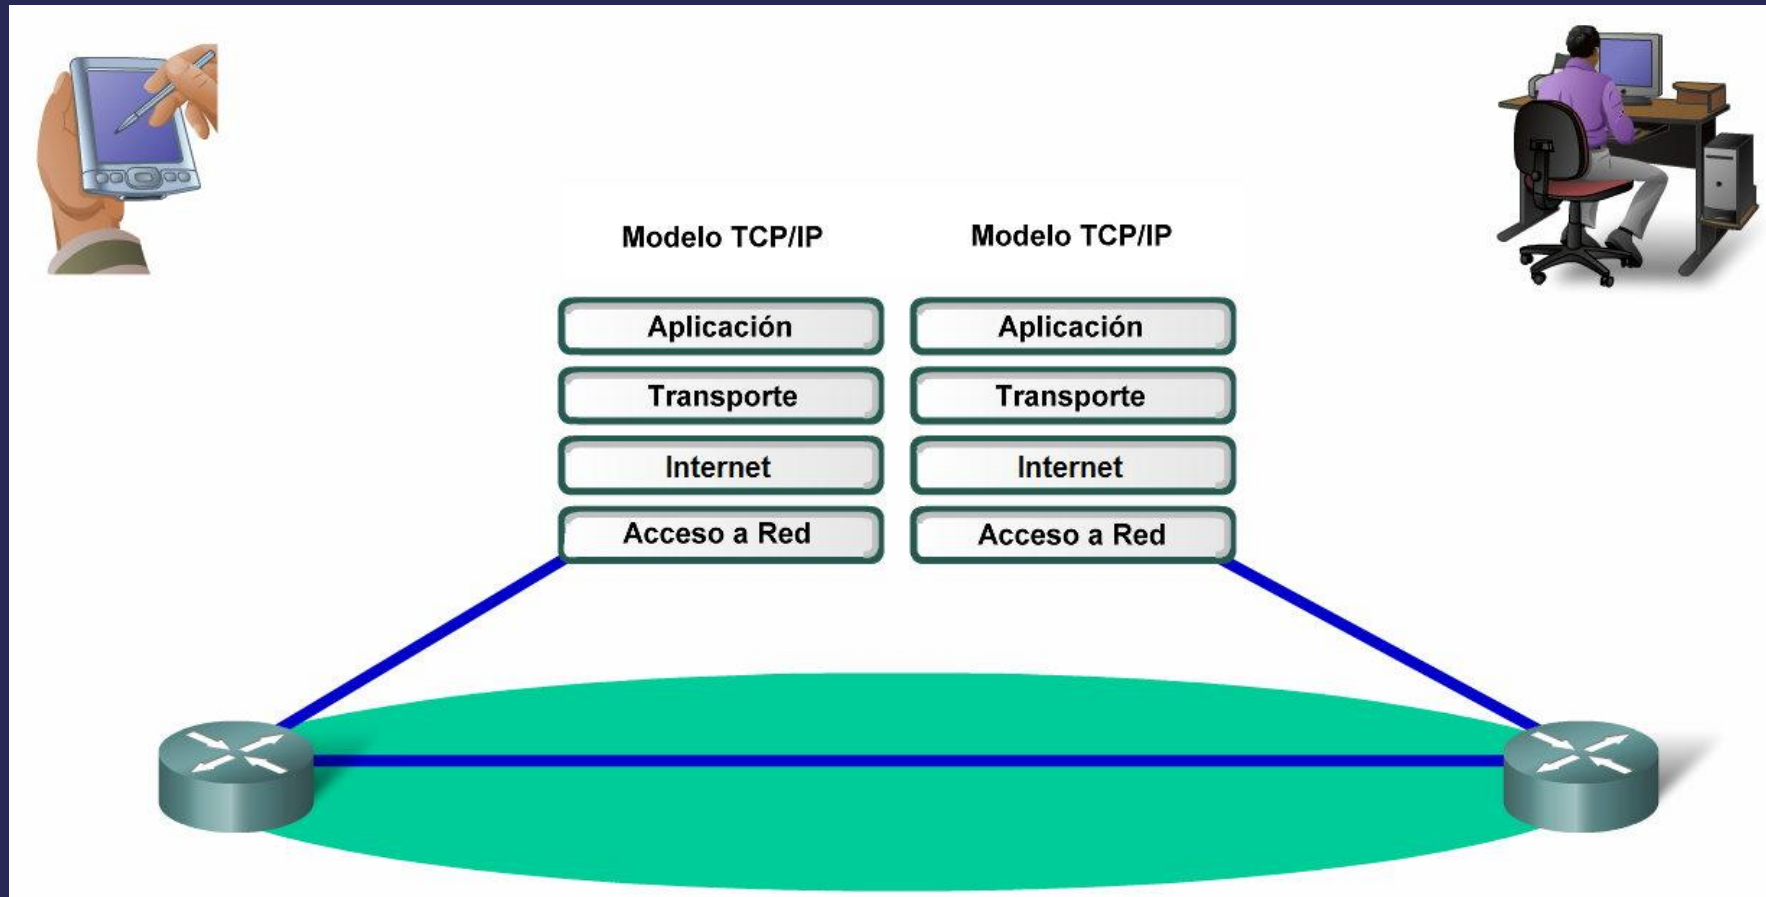 Modelo TCP/IP
Aplicación
Transporte
Internet
Acceso a Red
Modelo TCP/IP
Aplicación
Transporte
Internet
Acceso a Red